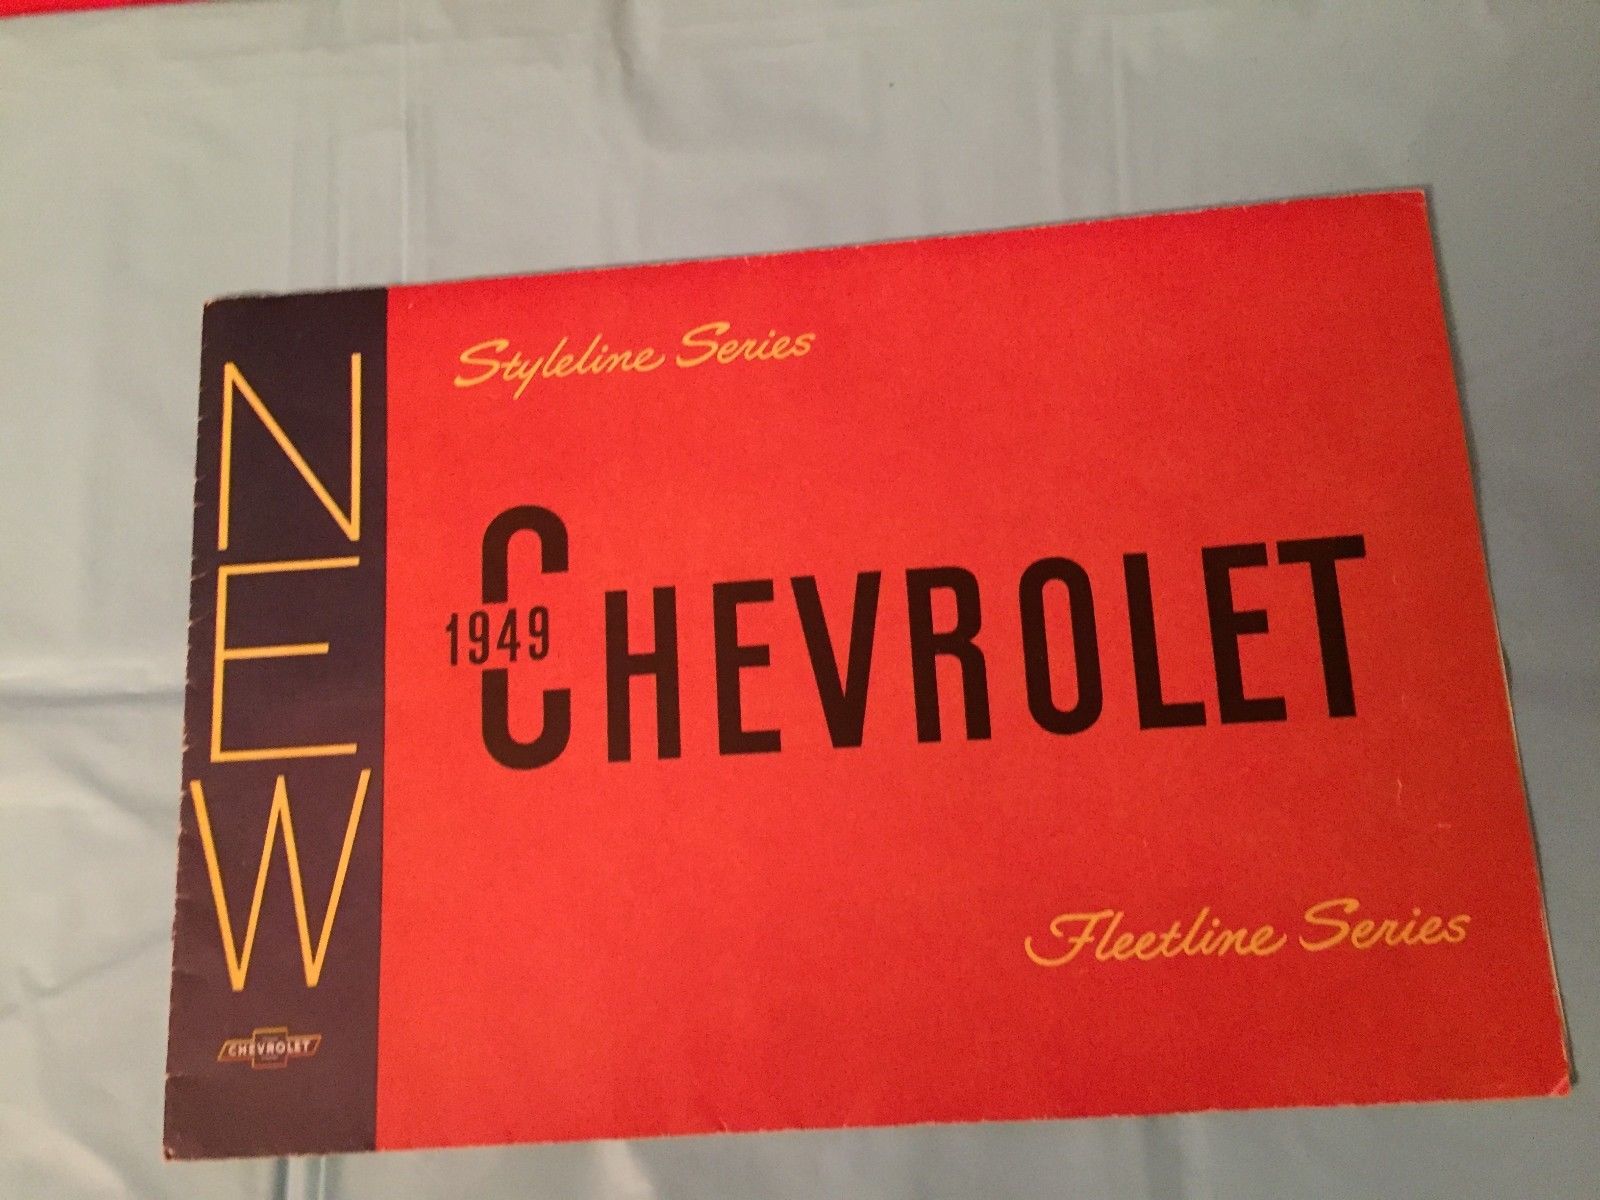 NEW
Styleline Series
1949
CHEVROLET
Fleetline Series
CHEVROLET